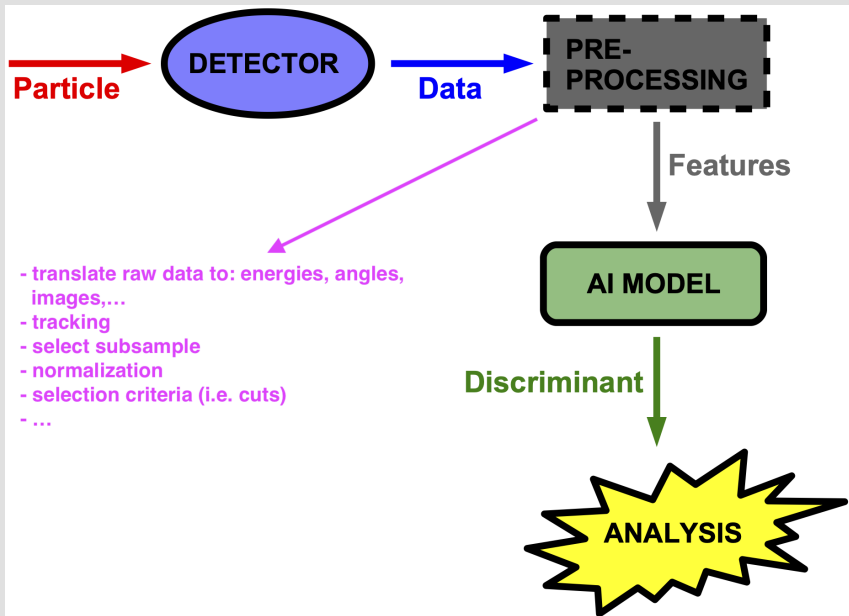 Particle
DETECTOR
Data
PRE-
PROCESSING
Features
- translate raw data to: energies, angles,
images,...
- tracking
- select subsample
- normalization
- selection criteria (i.e. cuts)
- ...
AI MODEL
Discriminant
ANALYSIS